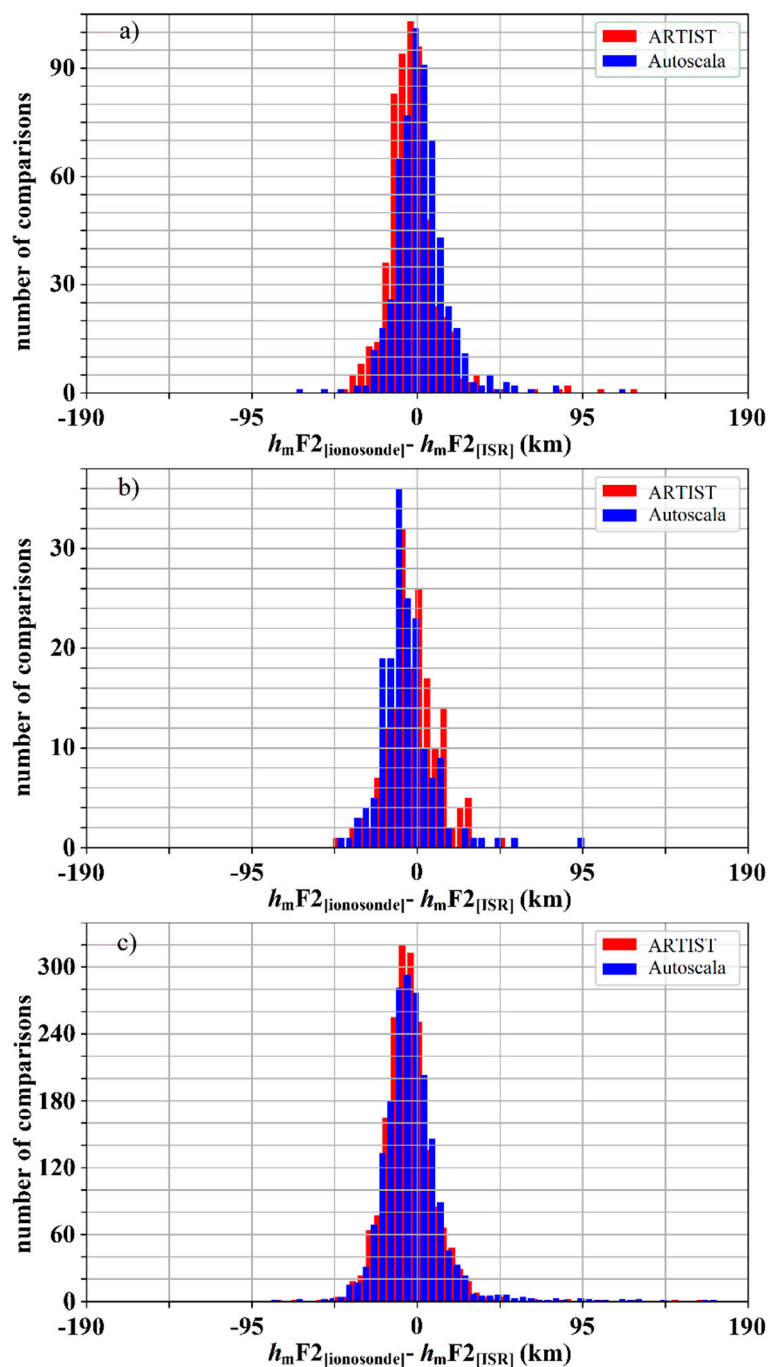 a)
ARTIST
Autoscala
90
60
30
0
number of comparisons
-190 -95 0 95 190
hmF2[ionosonde]- hmF2[ISR] (km)
b)
ARTIST
Autoscala
30
20
10
0
number of comparisons
-190 -95 0 95 190
hmF2[ionosonde]- hmF2[ISR] (km)
c)
ARTIST
Autoscala
300
240
180
120
60
0
number of comparisons
-190 -95 0 95 190
hmF2[ionosonde]- hmF2[ISR] (km)